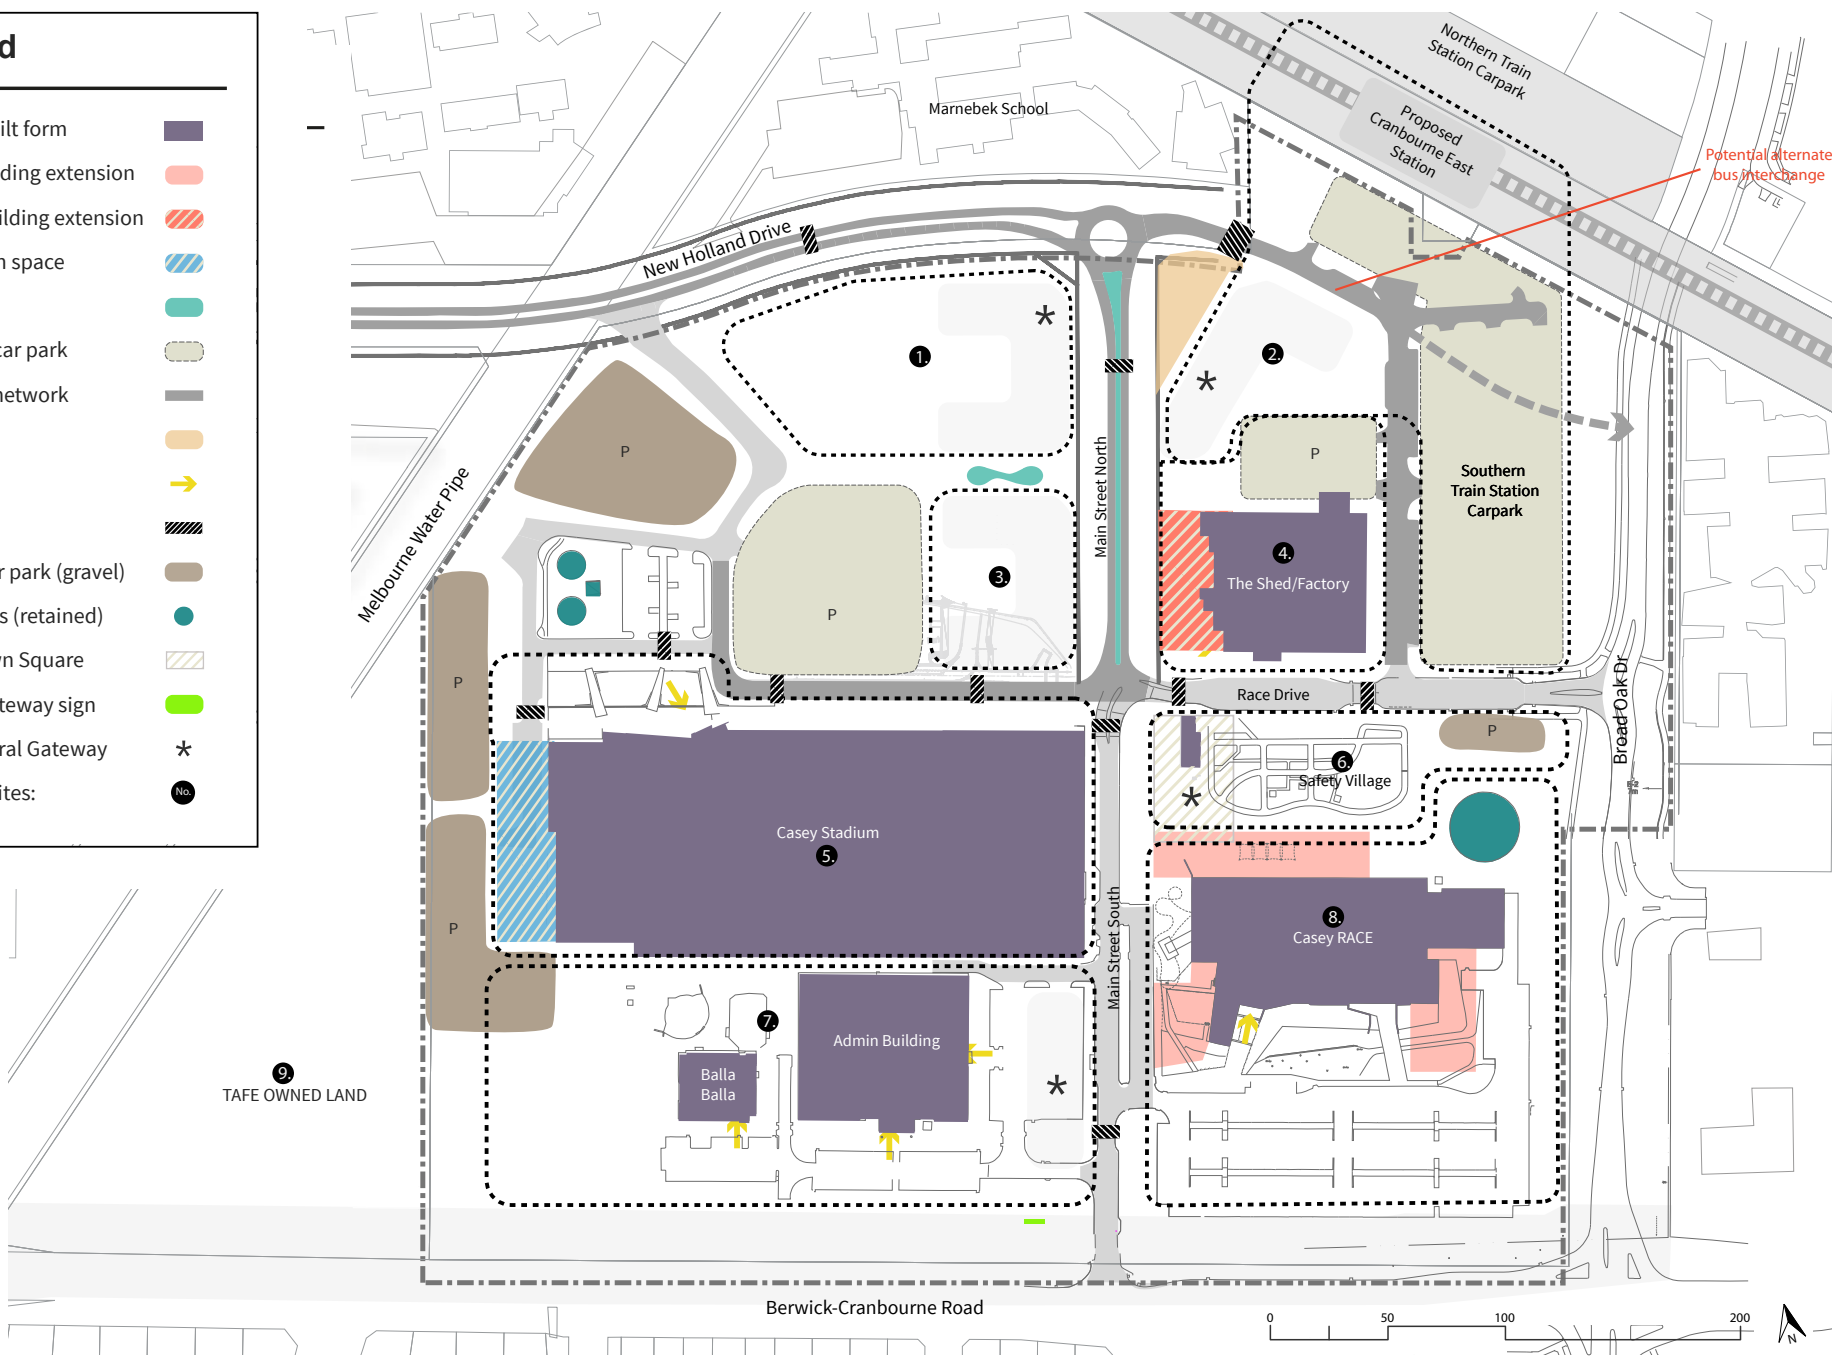 d
ilt form
ding extension
ilding extension
n space
car park
network
r park (gravel)
s (retained)
n Square
teway sign
ral Gateway
ites:
No.
Marnebek School
Northern Train
Station Carpark
Proposed
Cranbourne East
Station
Potential alternate
bus interchange
New Holland Drive
Melbourne Water Pipe
Main Street North
1.
2.
3.
P
P
P
Southern
Train Station
Carpark
4.
The Shed/Factory
Race Drive
Broad Oak Dr
P
P
6.
Safety Village
Casey Stadium
5.
P
Main Street South
8.
Casey RACE
7.
Admin Building
Balla
Balla
9.
TAFE OWNED LAND
Berwick-Cranbourne Road
0 50 100 200
N